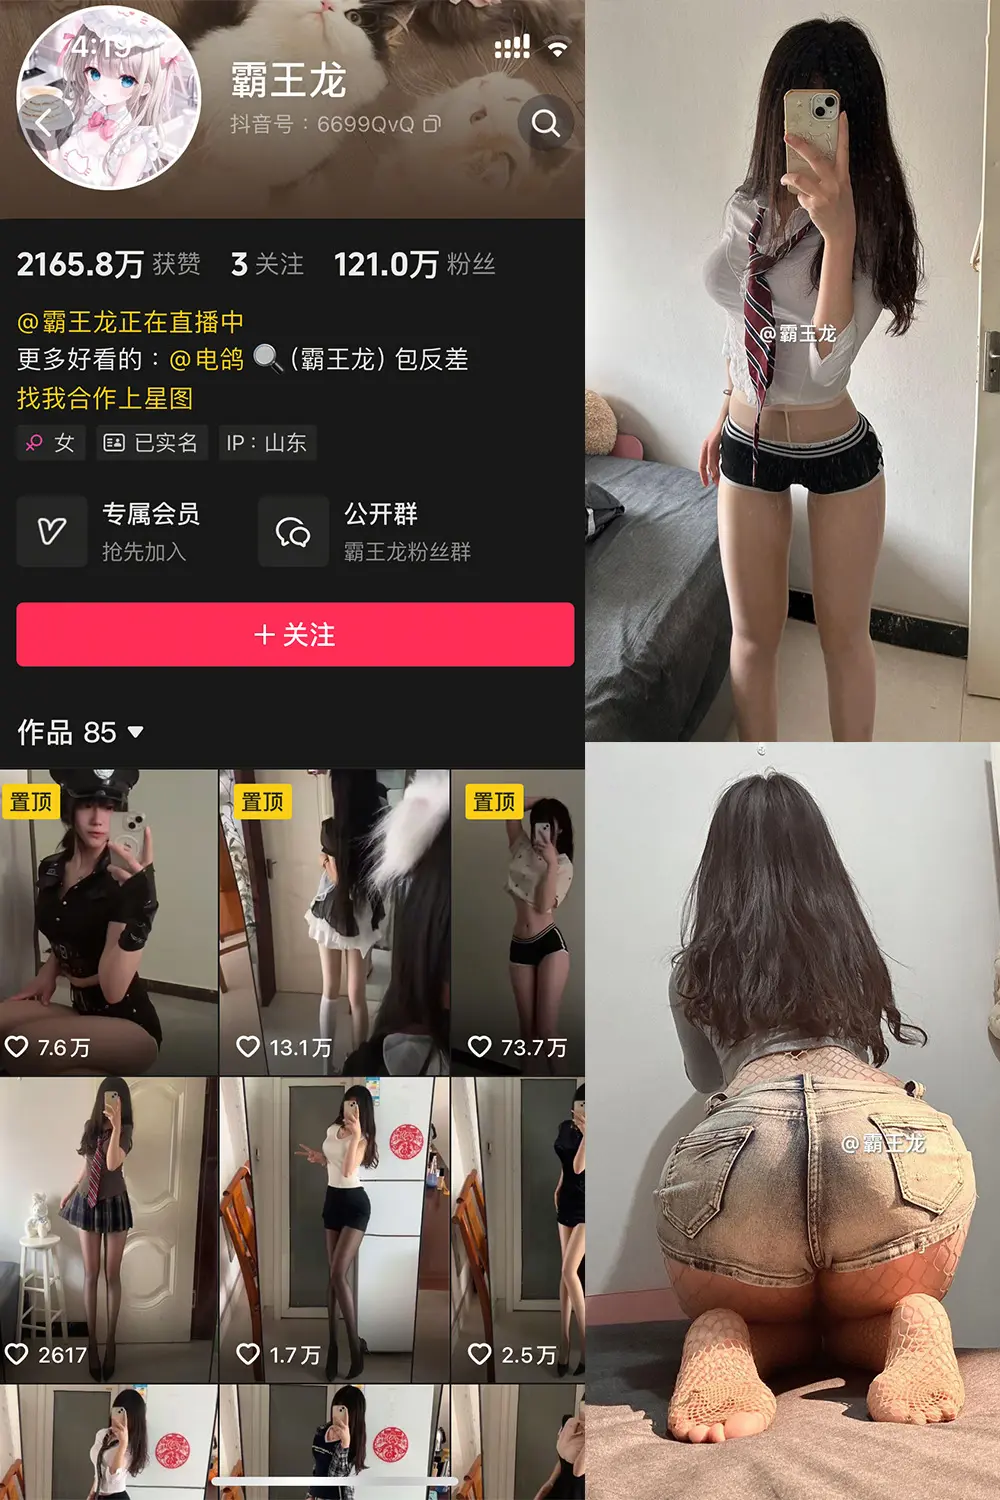 4:19
霸王龙
抖音号：6699QvQ
2165.8万 获赞 3 关注 121.0万 粉丝
@霸王龙正在直播中
更多好看的：@电鸽 🔍 (霸王龙) 包反差
找我合作上星图
女 已实名 IP：山东
专属会员
抢先加入
公开群
霸王龙粉丝群
+ 关注
作品 85
置顶 置顶 置顶
7.6万 13.1万 73.7万
2617 1.7万 2.5万
@霸王龙
@霸王龙